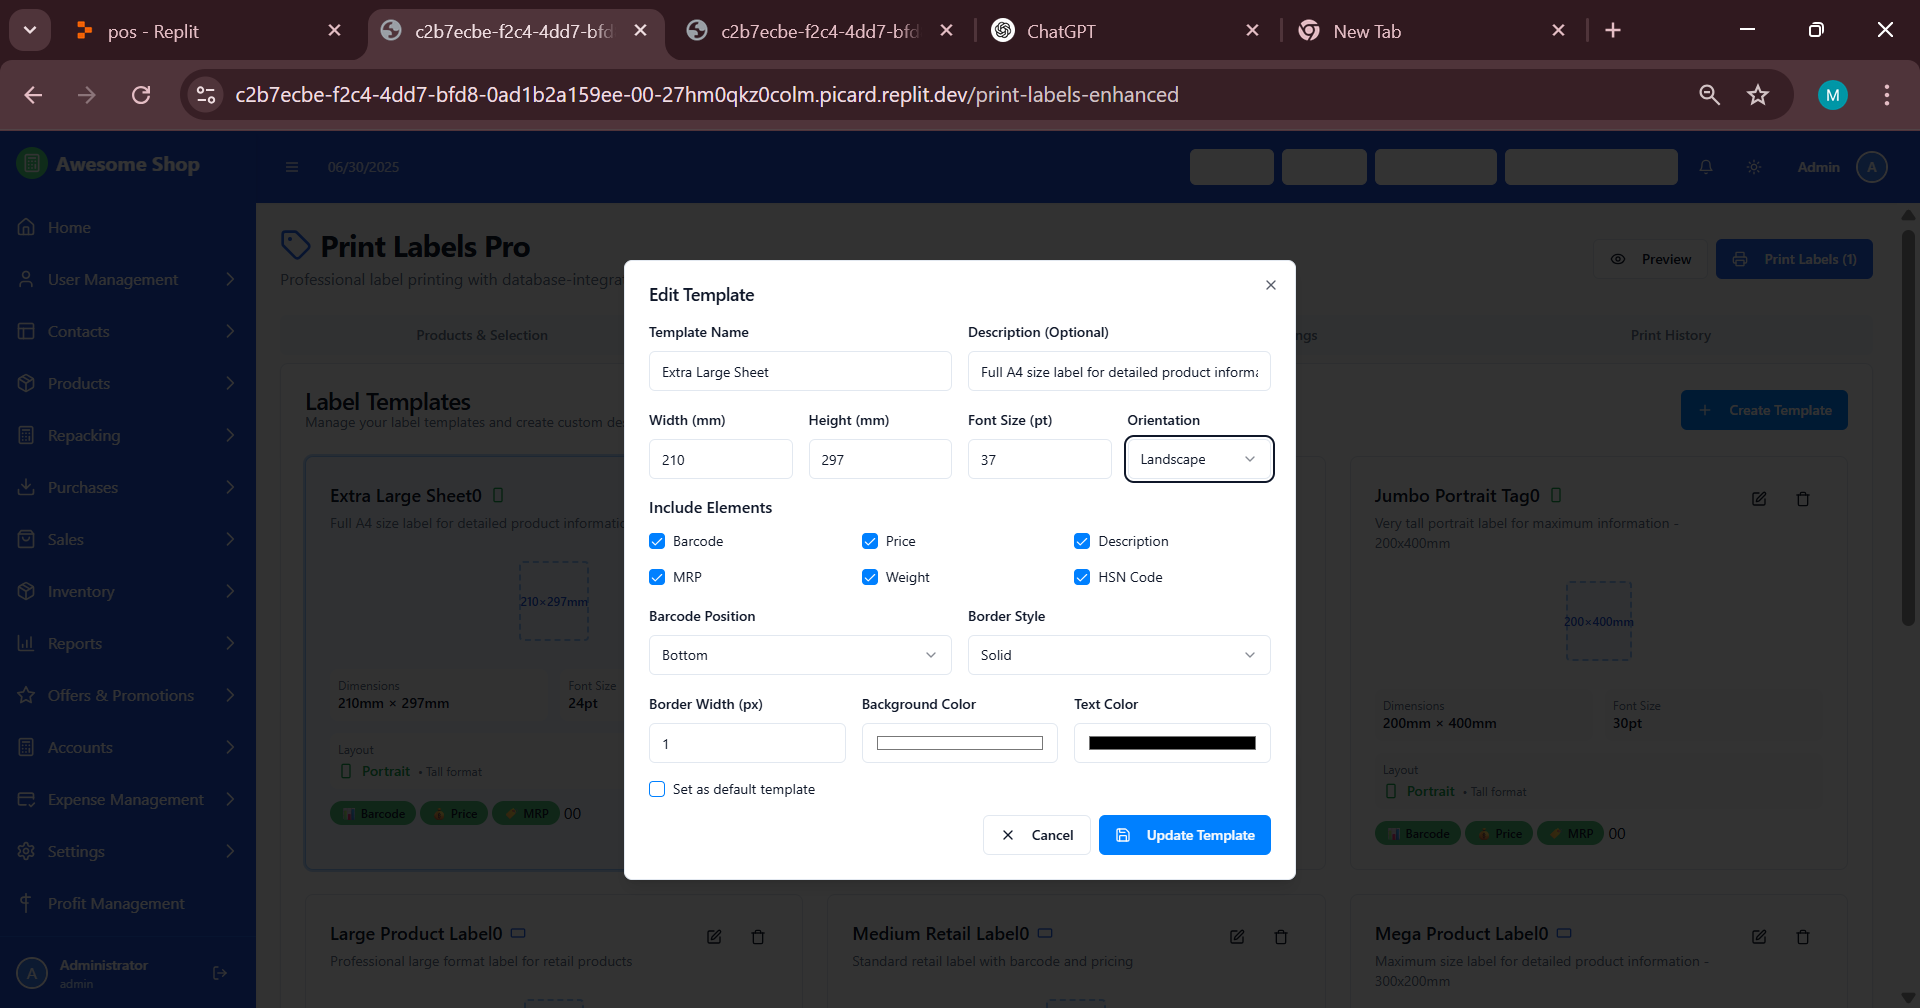 pos - Replit
c2b7ecbe-f2c4-4dd7-bfd
c2b7ecbe-f2c4-4dd7-bfd
ChatGPT
New Tab
c2b7ecbe-f2c4-4dd7-bfd8-0ad1b2a159ee-00-27hm0qkz0colm.picard.replit.dev/print-labels-enhanced
M
Awesome Shop
06/30/2025
Admin
A
Home
User Management
Contacts
Products
Repacking
Purchases
Sales
Inventory
Reports
Offers & Promotions
Accounts
Expense Management
Settings
Profit Management
A
Administrator
admin
Print Labels Pro
Professional label printing with database-integra
Preview
Print Labels (1)
Products & Selection
ngs
Print History
Label Templates
Manage your label templates and create custom de
Create Template
Extra Large Sheet0
Full A4 size label for detailed product informatio
210×297mm
Dimensions
210mm × 297mm
Font Size
24pt
Layout
Portrait • Tall format
Barcode
Price
MRP
00
Jumbo Portrait Tag0
Very tall portrait label for maximum information -
200x400mm
200×400mm
Dimensions
200mm × 400mm
Font Size
30pt
Layout
Portrait • Tall format
Barcode
Price
MRP
00
Large Product Label0
Professional large format label for retail products
Medium Retail Label0
Standard retail label with barcode and pricing
Mega Product Label0
Maximum size label for detailed product information -
300x200mm
Edit Template
Template Name
Description (Optional)
Extra Large Sheet
Full A4 size label for detailed product informa
Width (mm)
Height (mm)
Font Size (pt)
Orientation
210
297
37
Landscape
Include Elements
Barcode
Price
Description
MRP
Weight
HSN Code
Barcode Position
Border Style
Bottom
Solid
Border Width (px)
Background Color
Text Color
1
Set as default template
Cancel
Update Template